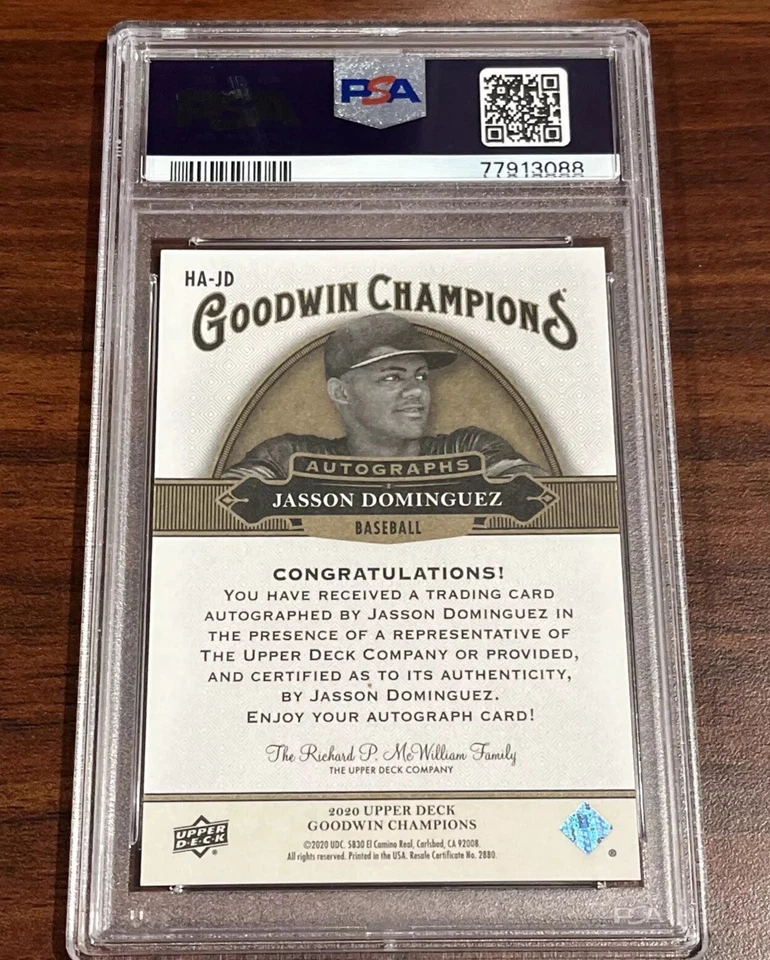 PSA
PSA
77913088
HA-JD
GOODWIN CHAMPIONS®
AUTOGRAPHS
JASSON DOMINGUEZ
BASEBALL
CONGRATULATIONS!
YOU HAVE RECEIVED A TRADING CARD
AUTOGRAPHED BY JASSON DOMINGUEZ IN
THE PRESENCE OF A REPRESENTATIVE OF
THE UPPER DECK COMPANY OR PROVIDED,
AND CERTIFIED AS TO ITS AUTHENTICITY,
BY JASSON DOMINGUEZ.
ENJOY YOUR AUTOGRAPH CARD!
The Richard P. McWilliam Family
THE UPPER DECK COMPANY
2020 UPPER DECK
GOODWIN CHAMPIONS
UPPER
D·E·C·K
©2020 UDC. 5830 El Camino Real, Carlsbad, CA 92008.
All rights reserved. Printed in the USA. Resale Certificate No. 2880.
®
PSA